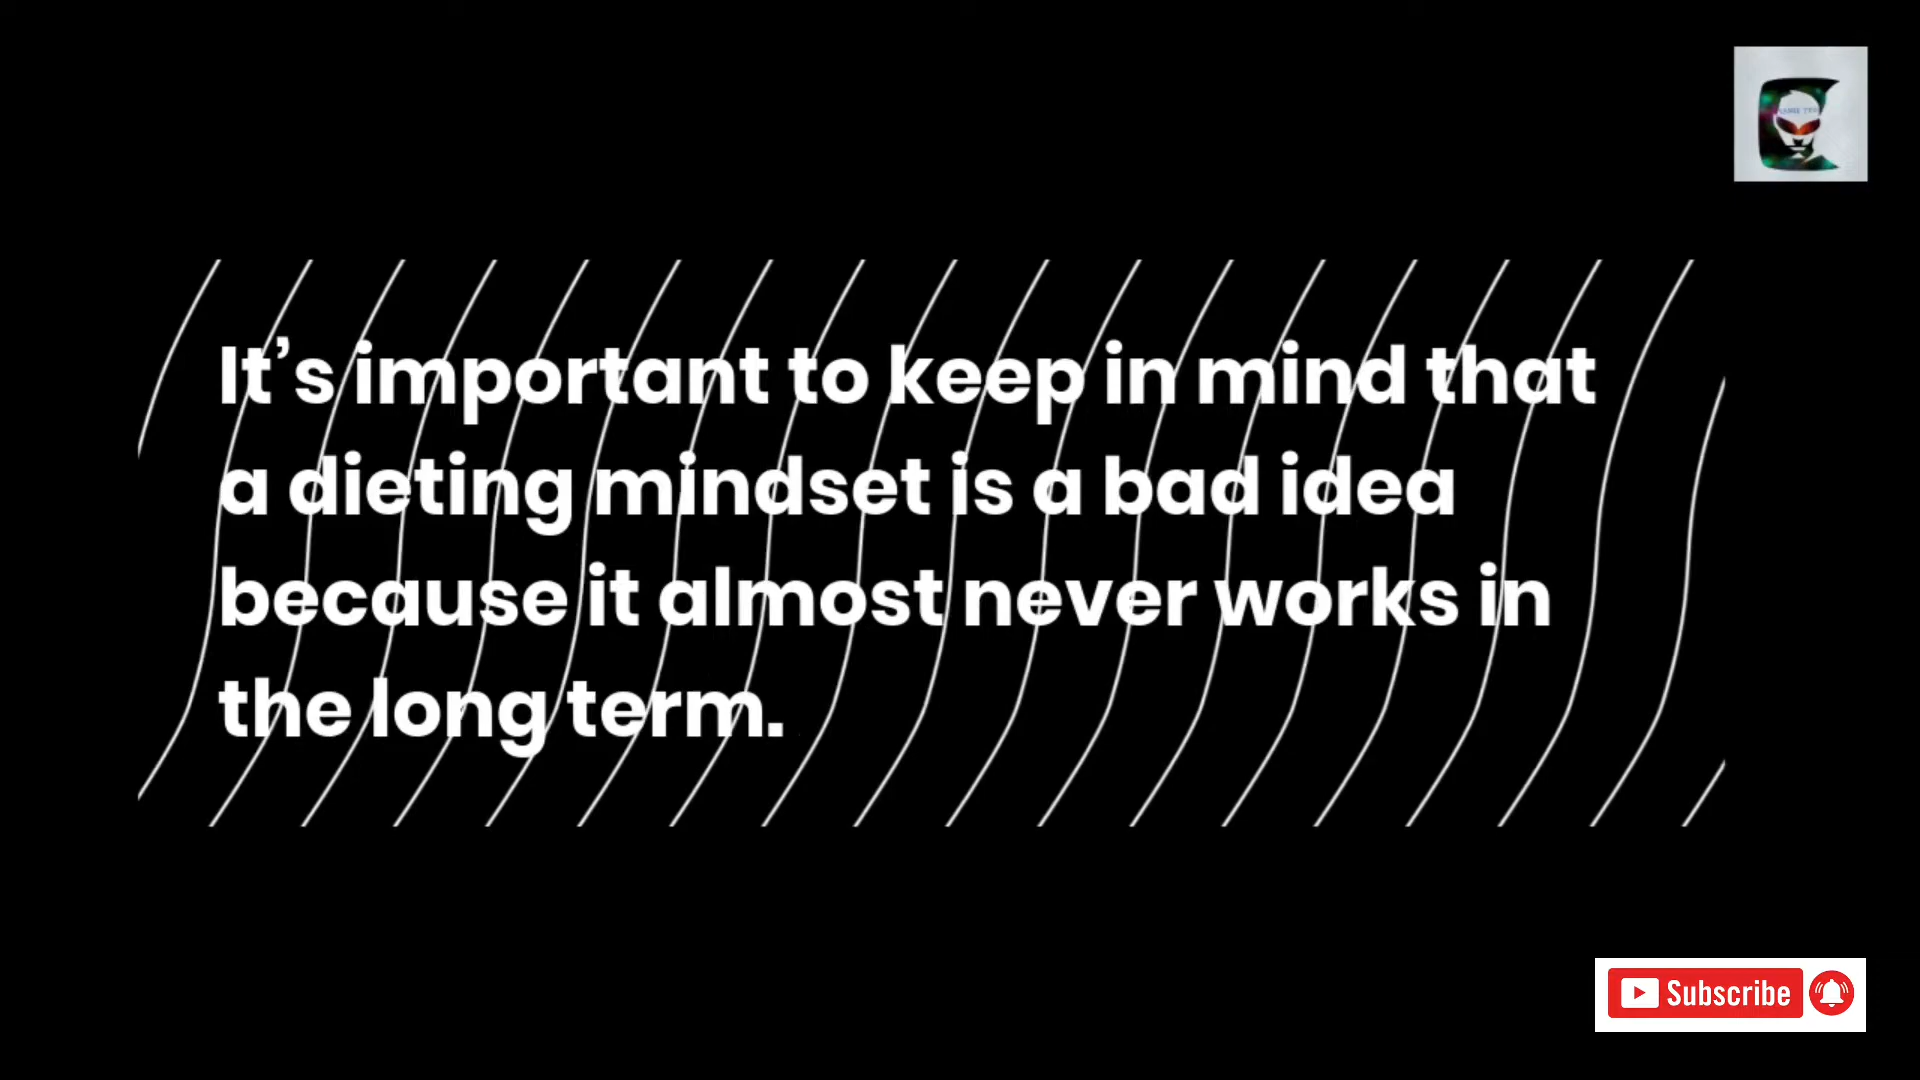 It’s important to keep in mind that
a dieting mindset is a bad idea
because it almost never works in
the long term.
Subscribe